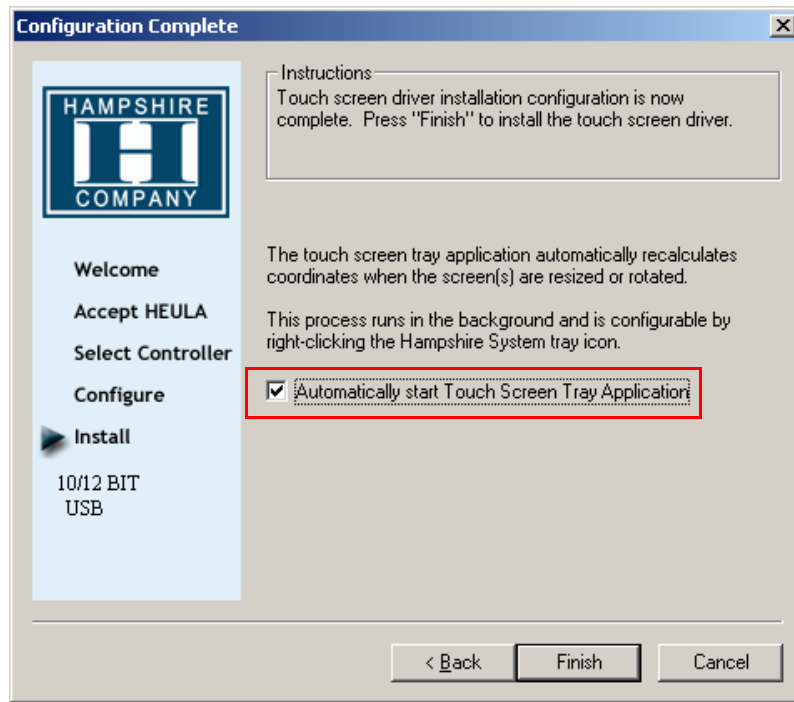 Configuration Complete
HAMPSHIRE
H
COMPANY
Welcome
Accept HEULA
Select Controller
Configure
Install
10/12 BIT
USB
Instructions
Touch screen driver installation configuration is now
complete. Press "Finish" to install the touch screen driver.
The touch screen tray application automatically recalculates
coordinates when the screen(s) are resized or rotated.
This process runs in the background and is configurable by
right-clicking the Hampshire System tray icon.
Automatically start Touch Screen Tray Application
< Back
Finish
Cancel